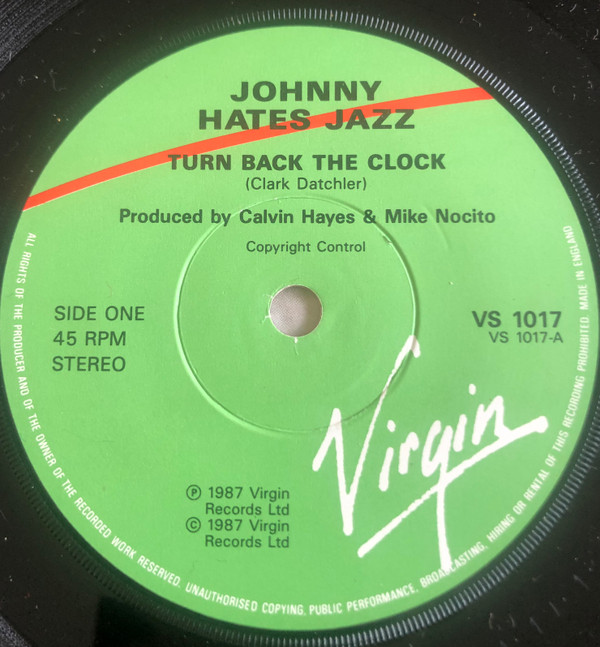 JOHNNY
HATES JAZZ
TURN BACK THE CLOCK
(Clark Datchler)
Produced by Calvin Hayes & Mike Nocito
Copyright Control
SIDE ONE
45 RPM
STEREO
VS 1017
VS 1017-A
Virgin
℗ 1987 Virgin
Records Ltd
© 1987 Virgin
Records Ltd
ALL RIGHTS OF THE PRODUCER AND OF THE OWNER OF THE RECORDED WORK RESERVED. UNAUTHORISED COPYING, PUBLIC PERFORMANCE, BROADCASTING, HIRING OR RENTAL OF THIS RECORDING PROHIBITED. MADE IN ENGLAND